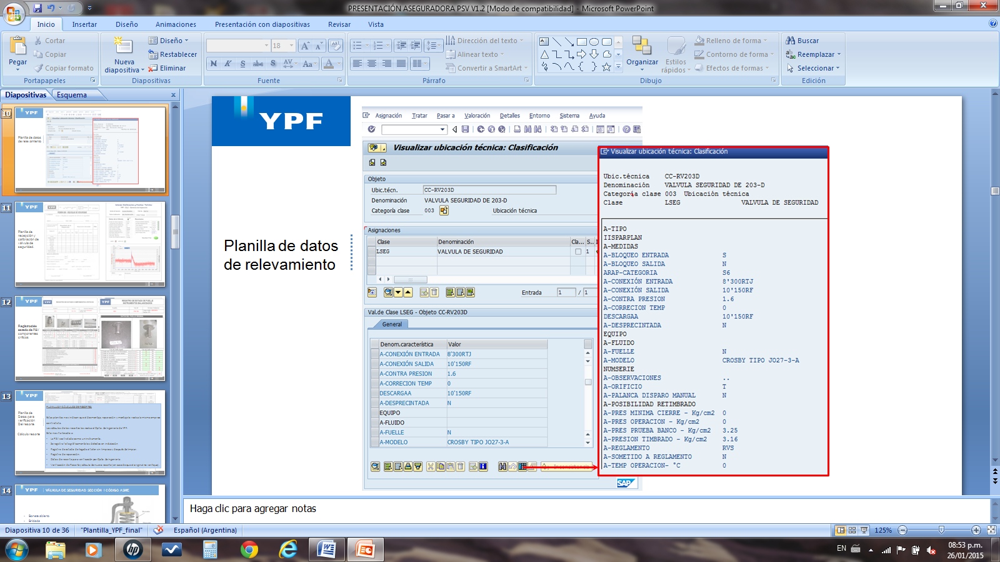 PRESENTACIÓN ASEGURADORA PSV V1.2 [Modo de compatibilidad] - Microsoft PowerPoint
Inicio Insertar Diseño Animaciones Presentación con diapositivas Revisar Vista
Pegar
Cortar
Copiar
Copiar formato
Portapapeles
Nueva diapositiva
Diseño
Restablecer
Eliminar
Diapositivas
18
N K S abc S AV Aa A
Fuente
Dirección del texto
Alinear texto
Convertir a SmartArt
Párrafo
Organizar
Estilos rápidos
Relleno de forma
Contorno de forma
Efectos de formas
Dibujo
Buscar
Reemplazar
Seleccionar
Edición
Diapositivas Esquema
10
YPF
Planilla de datos
de relevamiento
11
YPF
Planilla de
recepción y
calibración de
válvula de
seguridad.
12
YPF
13
YPF
Planilla de
Datos para
verificación
Del resorte
Cálculo resorte
14
YPF VÁLVULA DE SEGURIDAD SECCIÓN I CÓDIGO ASME
Bonete abierto
Bridada
YPF
Planilla de datos
de relevamiento
Asignación Tratar Pasar a Valoración Detalles Entorno Sistema Ayuda
Visualizar ubicación técnica: Clasificación
Objeto
Ubic.técn. CC-RV203D
Denominación VALVULA SEGURIDAD DE 203-D
Categoría clase 003 Ubicación técnica
Asignaciones
Clase Denominación Cla... S..
LSEG VALVULA DE SEGURIDAD 1
Entrada 1 / 1
Val.de Clase LSEG - Objeto CC-RV203D
General
Denom.característica Valor
A-CONEXIÓN ENTRADA 8'300RTJ
A-CONEXIÓN SALIDA 10'150RF
A-CONTRA PRESION 1.6
A-CORRECION TEMP 0
DESCARGAA 10'150RF
A-DESPRECINTADA N
EQUIPO
A-FLUIDO
A-FUELLE N
A-MODELO CROSBY TIPO JO27-3-A
SAP
Visualizar ubicación técnica: Clasificación
Ubic.técnica CC-RV203D
Denominación VALVULA SEGURIDAD DE 203-D
Categoría clase 003 Ubicación técnica
Clase LSEG VALVULA DE SEGURIDAD
A-TIPO
IISPARPLAN
A-MEDIDAS
A-BLOQUEO ENTRADA S
A-BLOQUEO SALIDA N
ARAP-CATEGORIA S6
A-CONEXIÓN ENTRADA 8'300RTJ
A-CONEXIÓN SALIDA 10'150RF
A-CONTRA PRESION 1.6
A-CORRECION TEMP 0
DESCARGAA 10'150RF
A-DESPRECINTADA N
EQUIPO
A-FLUIDO
A-FUELLE N
A-MODELO CROSBY TIPO JO27-3-A
NUMSERIE
A-OBSERVACIONES ..
A-ORIFICIO T
A-PALANCA DISPARO MANUAL N
A-POSIBILIDAD RETIMBRADO
A-PRES MINIMA CIERRE - Kg/cm2 0
A-PRES OPERACION - Kg/cm2 0
A-PRES PRUEBA BANCO - Kg/cm2 3.25
A-PRESION TIMBRADO - Kg/cm2 3.16
A-REGLAMENTO RVS
A-SOMETIDO A REGLAMENTO N
A-TEMP OPERACION- °C 0
Haga clic para agregar notas
Diapositiva 10 de 36 "Plantilla_YPF_final" Español (Argentina) 125%
EN 08:53 p.m.
26/01/2015